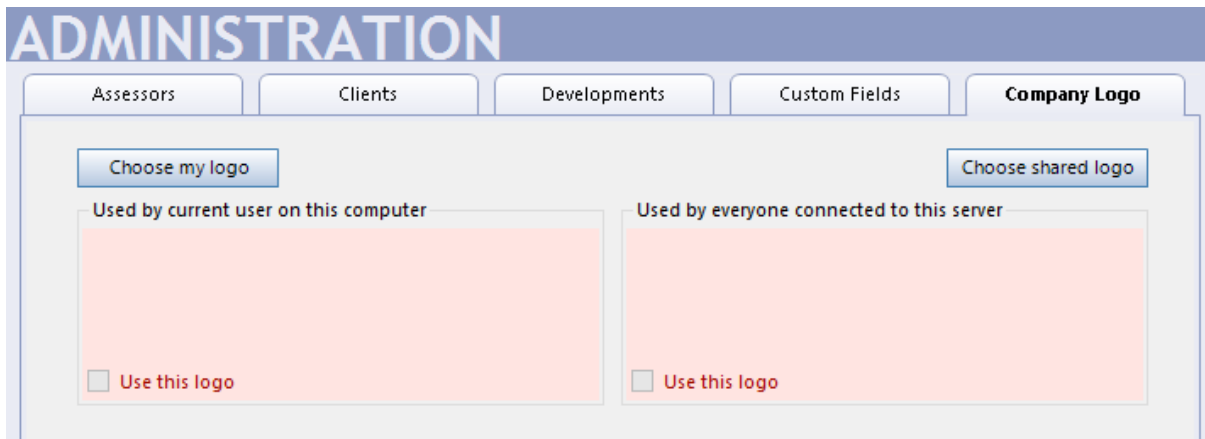 ADMINISTRATION
Assessors Clients Developments Custom Fields Company Logo
Choose my logo Choose shared logo
Used by current user on this computer Used by everyone connected to this server
Use this logo Use this logo